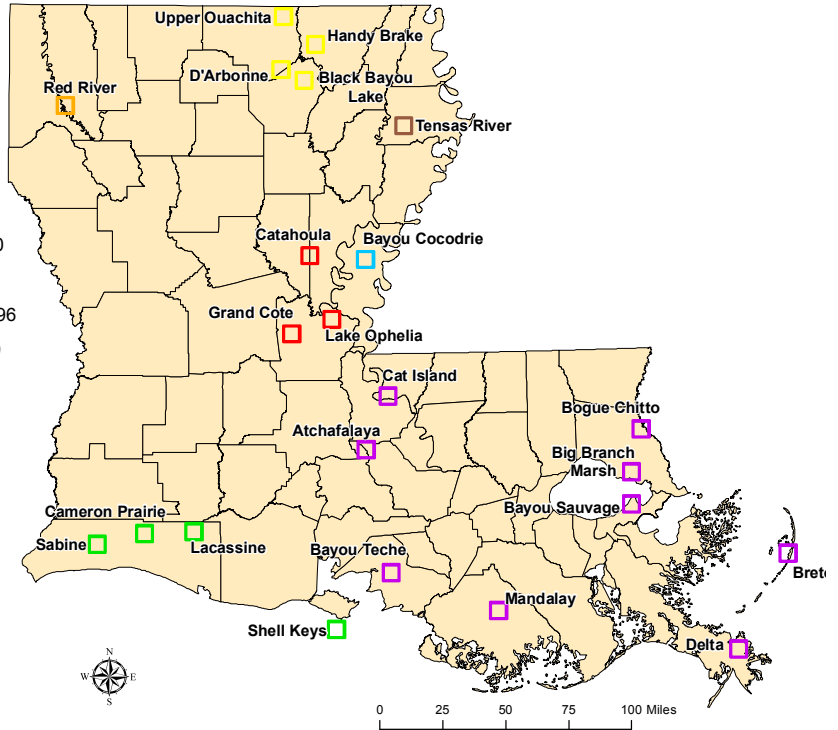 Upper Ouachita
Handy Brake
D'Arbonne
Black Bayou
Lake
Red River
Tensas River
Catahoula
Bayou Cocodrie
0
96
Grand Cote
Lake Ophelia
Cat Island
Bogue Chitto
Atchafalaya
Big Branch
Marsh
Bayou Sauvage
Cameron Prairie
Sabine
Lacassine
Bayou Teche
Mandalay
Shell Keys
Delta
N
W
E
S
0 25 50 75 100 Miles